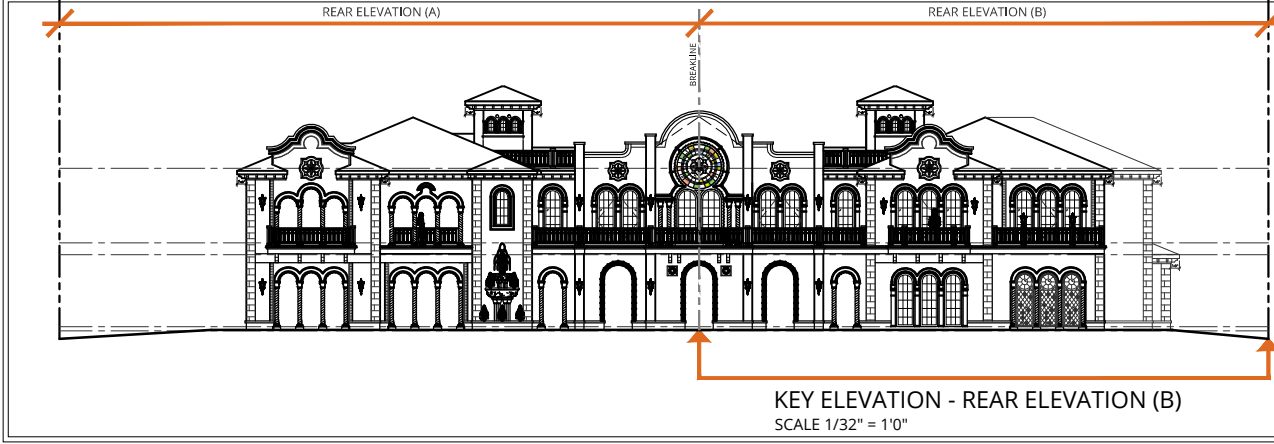 REAR ELEVATION (A)
REAR ELEVATION (B)
BREAKLINE
KEY ELEVATION - REAR ELEVATION (B)
SCALE 1/32" = 1'0"